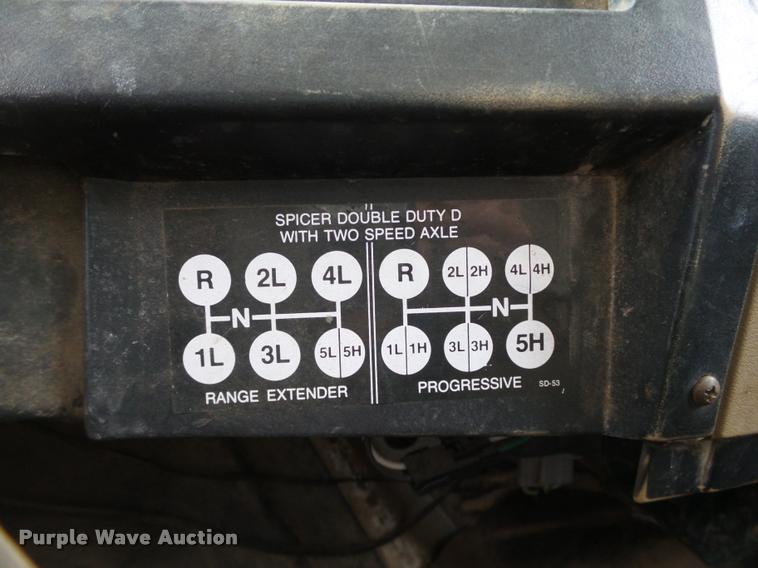 SPICER DOUBLE DUTY D
WITH TWO SPEED AXLE
R 2L 4L
N
1L 3L 5L 5H
RANGE EXTENDER
R 2L 2H 4L 4H
N
1L 1H 3L 3H 5H
PROGRESSIVE SD-53
Purple Wave Auction